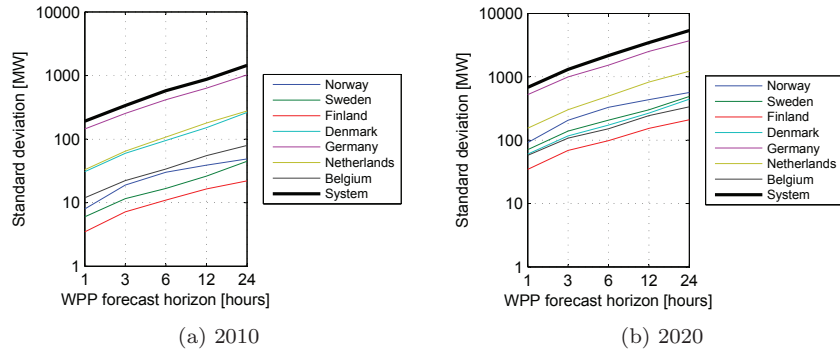 10000
1000
100
10
1
Standard deviation [MW]
1 3 6 12 24
WPP forecast horizon [hours]
Norway
Sweden
Finland
Denmark
Germany
Netherlands
Belgium
System
(a) 2010
10000
1000
100
10
1
Standard deviation [MW]
1 3 6 12 24
WPP forecast horizon [hours]
Norway
Sweden
Finland
Denmark
Germany
Netherlands
Belgium
System
(b) 2020